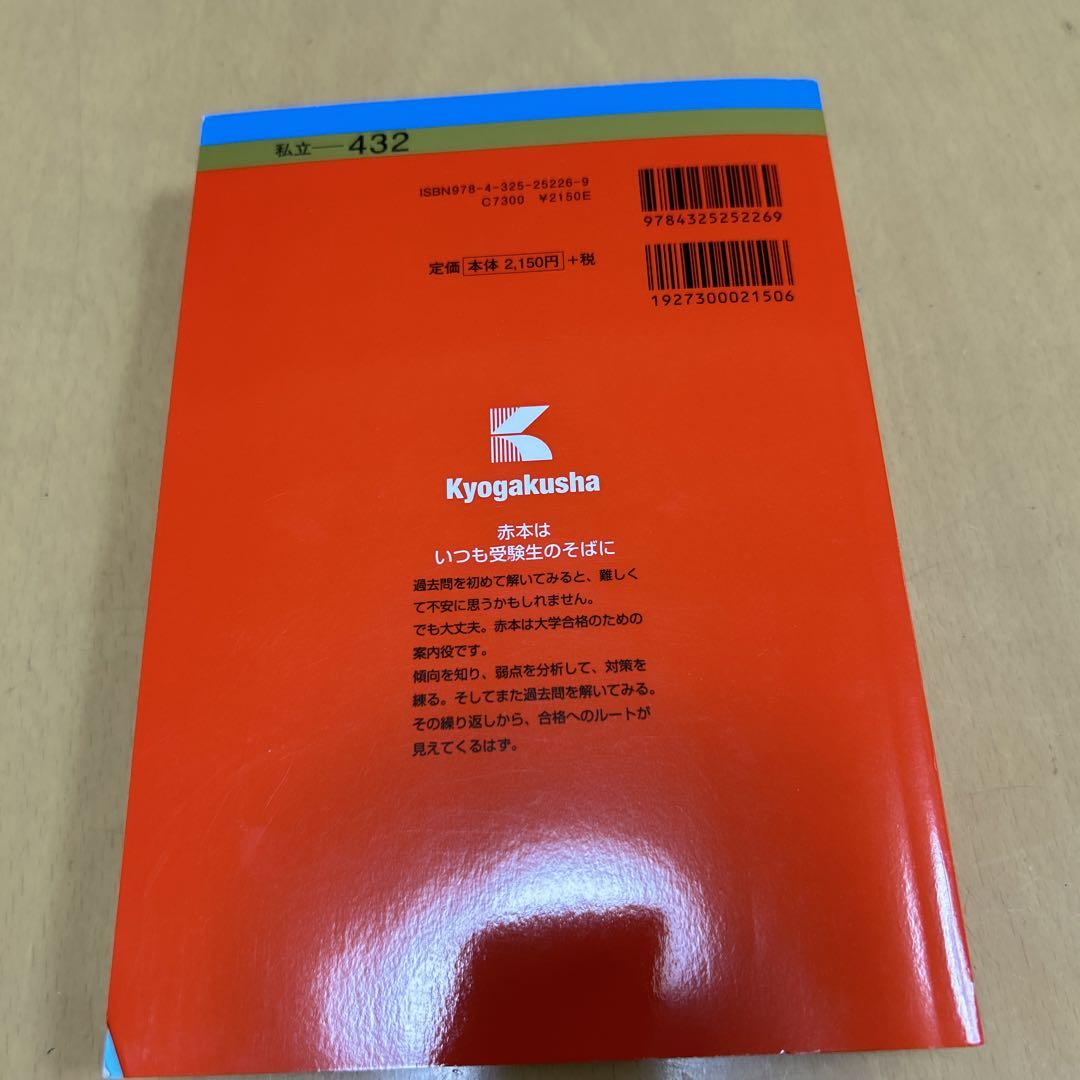 私立—432
ISBN978-4-325-25226-9
C7300 ¥2150E
9784325252269
定価 本体 2,150円 +税
1927300021506
Kyogakusha
赤本は
いつも受験生のそばに
過去問を初めて解いてみると、難しく
て不安に思うかもしれません。
でも大丈夫。赤本は大学合格のための
案内役です。
傾向を知り、弱点を分析して、対策を
練る。そしてまた過去問を解いてみる。
その繰り返しから、合格へのルートが
見えてくるはず。